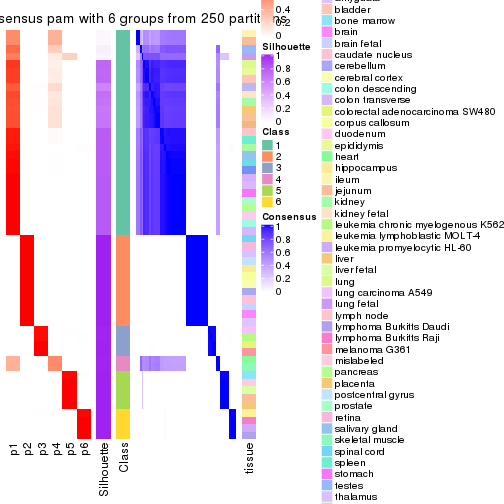 sensus pam with 6 groups from 250 partitions
0.4
0.2
0
Silhouette
1
0.8
0.6
0.4
0.2
0
Class
1
2
3
4
5
6
Consensus
1
0.8
0.6
0.4
0.2
0
bladder
bone marrow
brain
brain fetal
caudate nucleus
cerebellum
cerebral cortex
colon descending
colon transverse
colorectal adenocarcinoma SW480
corpus callosum
duodenum
epididymis
heart
hippocampus
ileum
jejunum
kidney
kidney fetal
leukemia chronic myelogenous K562
leukemia lymphoblastic MOLT-4
leukemia promyelocytic HL-60
liver
liver fetal
lung
lung carcinoma A549
lung fetal
lymph node
lymphoma Burkitts Daudi
lymphoma Burkitts Raji
melanoma G361
mislabeled
pancreas
placenta
postcentral gyrus
prostate
retina
salivary gland
skeletal muscle
spinal cord
spleen
stomach
testes
thalamus
p1
p2
p3
p4
p5
p6
Silhouette
Class
tissue